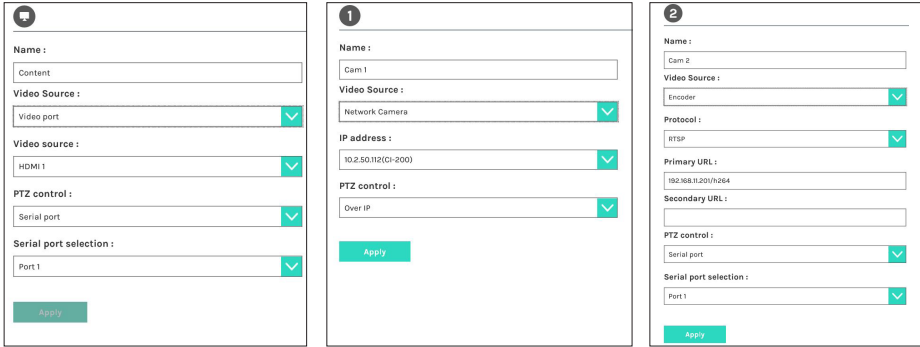 Name :
Content
Video Source :
Video port
Video source :
HDMI 1
PTZ control :
Serial port
Serial port selection :
Port 1
Apply
1
Name :
Cam 1
Video Source :
Network Camera
IP address :
10.2.50.112(CI-200)
PTZ control :
Over IP
Apply
2
Name :
Cam 2
Video Source :
Encoder
Protocol :
RTSP
Primary URL :
192.168.11.201/h264
Secondary URL :
PTZ control :
Serial port
Serial port selection :
Port 1
Apply